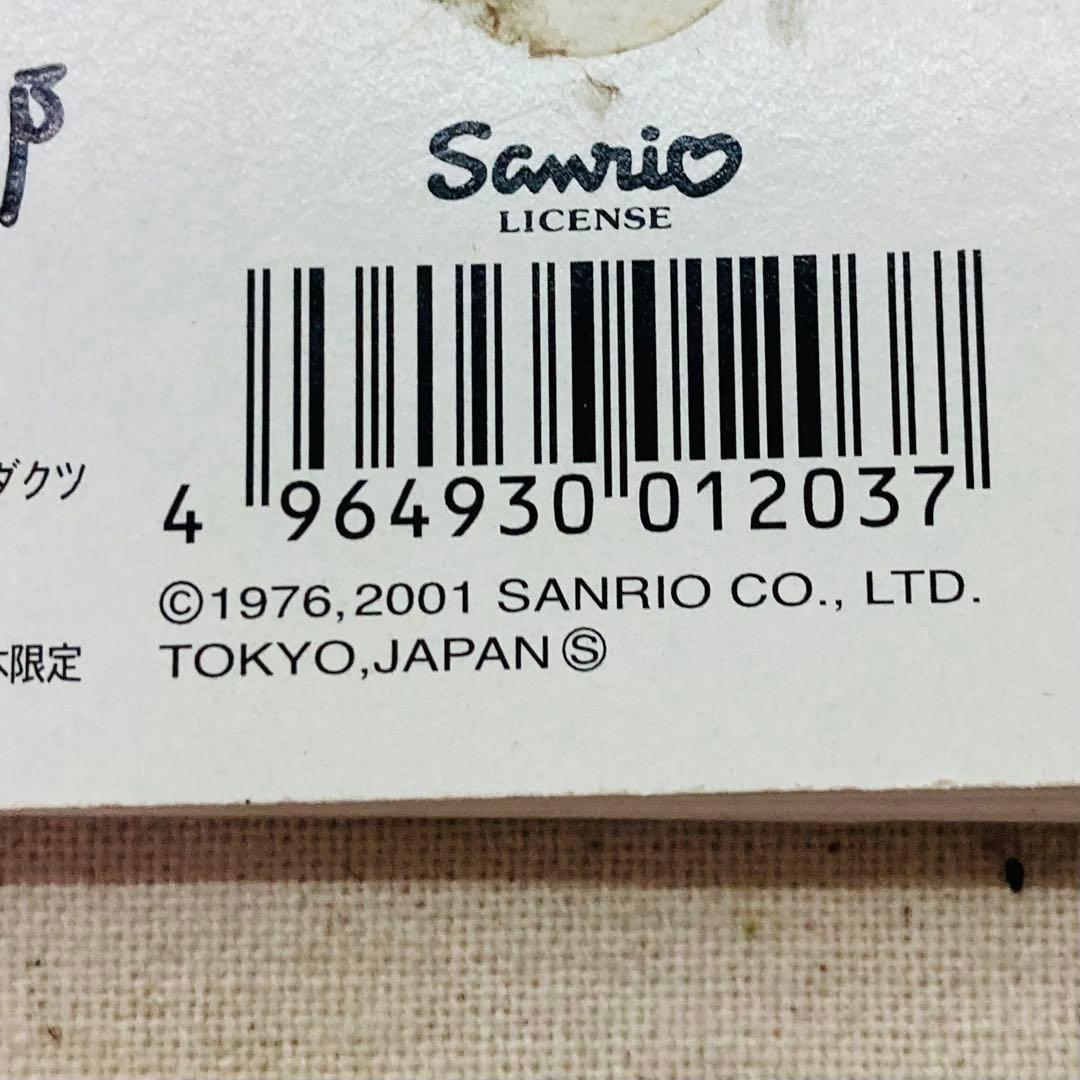 Sanrio
LICENSE
4 964930 012037
ダクツ
©1976,2001 SANRIO CO., LTD.
限定 TOKYO,JAPAN Ⓢ